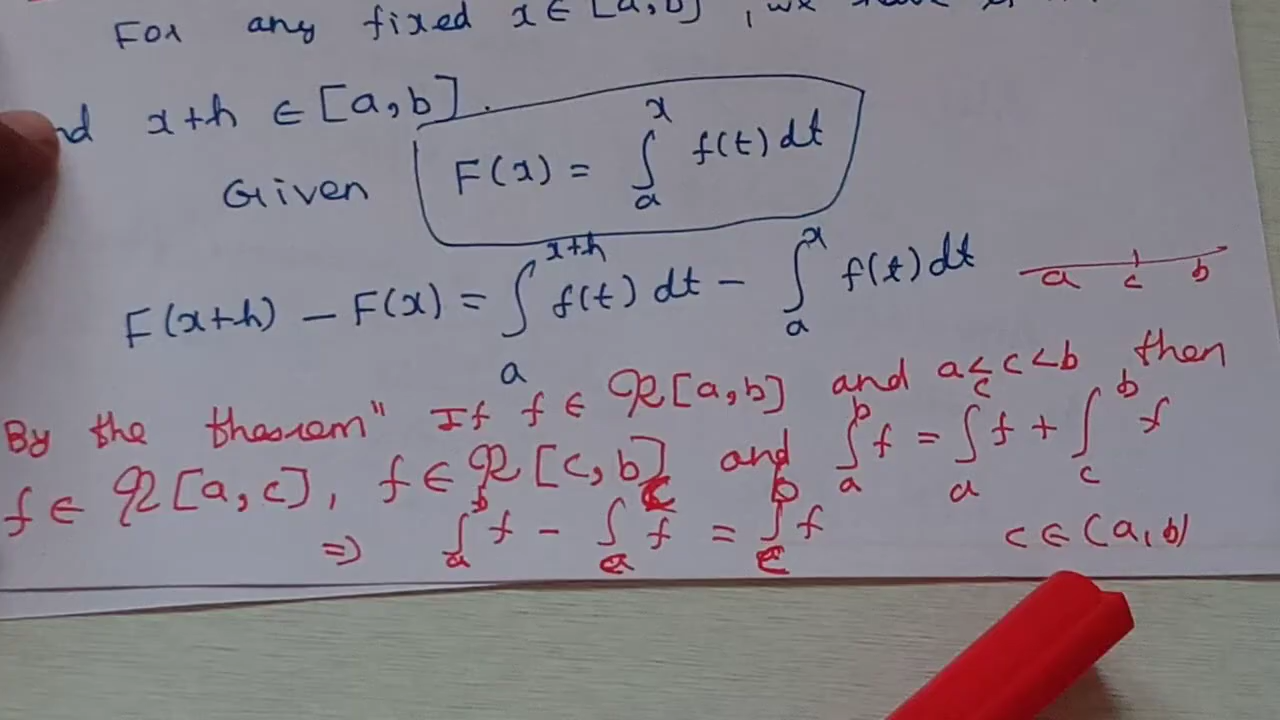 For any fixed x ∈ [a,b], we
nd x+h ∈ [a,b].
Given F(x) = ∫_a^x f(t) dt
F(x+h) - F(x) = ∫_a^{x+h} f(t) dt - ∫_a^x f(t) dt
a c b
By the theorem " If f ∈ R[a,b] and a<c<b then
f ∈ R[a,c], f ∈ R[c,b] and ∫_a^b f = ∫_a^c f + ∫_c^b f
⇒ ∫_a^b f - ∫_a^c f = ∫_c^b f c ∈ (a,b)